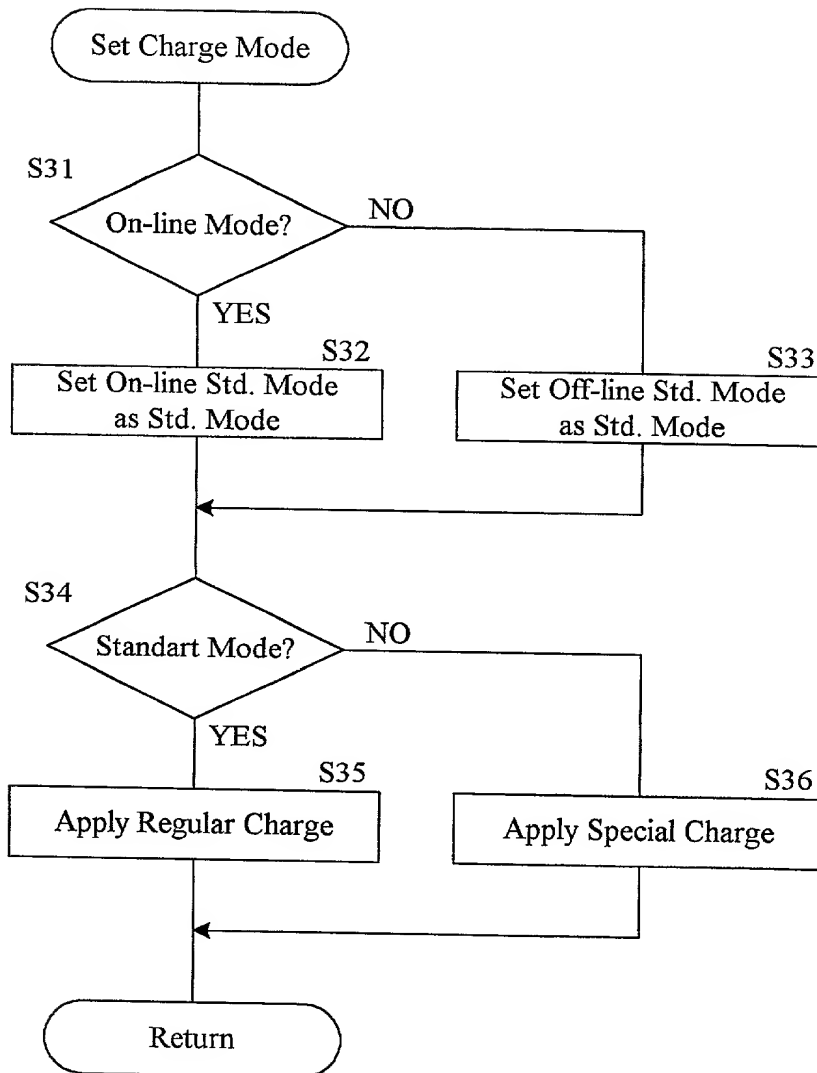 Set Charge Mode
S31
On-line Mode?
NO
YES
S32
Set On-line Std. Mode
as Std. Mode
S33
Set Off-line Std. Mode
as Std. Mode
S34
Standart Mode?
NO
YES
S35
Apply Regular Charge
S36
Apply Special Charge
Return